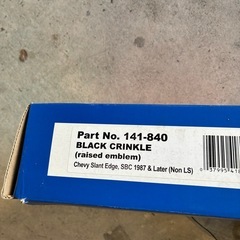 Part No. 141-840
BLACK CRINKLE
(raised emblem)
Chevy Slant Edge, SBC 1987 & Later (Non LS)